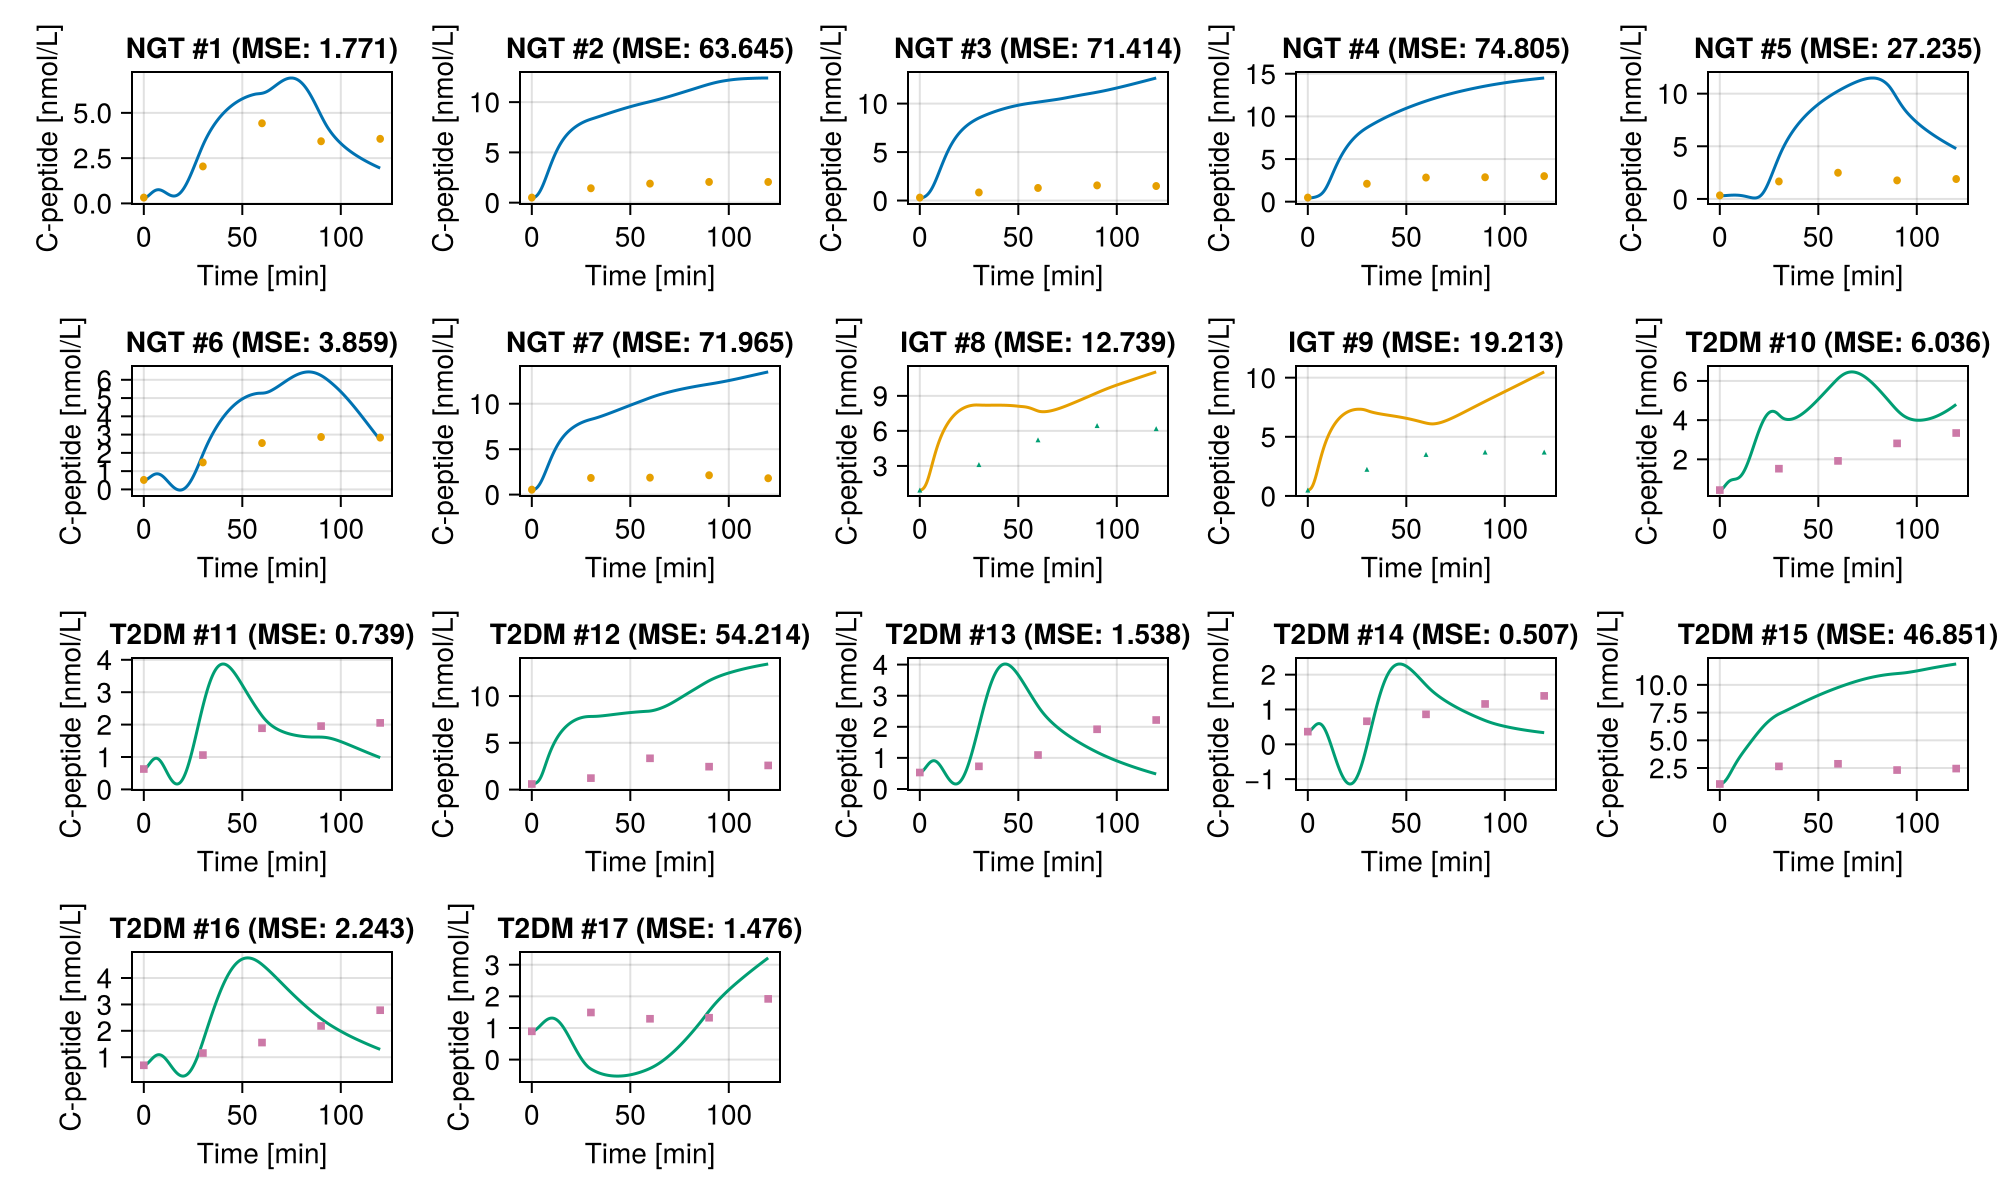 NGT #1 (MSE: 1.771)
C-peptide [nmol/L]
5.0
2.5
0.0
0 50 100
Time [min]
NGT #2 (MSE: 63.645)
C-peptide [nmol/L]
10
5
0
0 50 100
Time [min]
NGT #3 (MSE: 71.414)
C-peptide [nmol/L]
10
5
0
0 50 100
Time [min]
NGT #4 (MSE: 74.805)
C-peptide [nmol/L]
15
10
5
0
0 50 100
Time [min]
NGT #5 (MSE: 27.235)
C-peptide [nmol/L]
10
5
0
0 50 100
Time [min]
NGT #6 (MSE: 3.859)
C-peptide [nmol/L]
6
5
4
3
2
1
0
0 50 100
Time [min]
NGT #7 (MSE: 71.965)
C-peptide [nmol/L]
10
5
0
0 50 100
Time [min]
IGT #8 (MSE: 12.739)
C-peptide [nmol/L]
9
6
3
0 50 100
Time [min]
IGT #9 (MSE: 19.213)
C-peptide [nmol/L]
10
5
0
0 50 100
Time [min]
T2DM #10 (MSE: 6.036)
C-peptide [nmol/L]
6
4
2
0 50 100
Time [min]
T2DM #11 (MSE: 0.739)
C-peptide [nmol/L]
4
3
2
1
0
0 50 100
Time [min]
T2DM #12 (MSE: 54.214)
C-peptide [nmol/L]
10
5
0
0 50 100
Time [min]
T2DM #13 (MSE: 1.538)
C-peptide [nmol/L]
4
3
2
1
0
0 50 100
Time [min]
T2DM #14 (MSE: 0.507)
C-peptide [nmol/L]
2
1
0
−1
0 50 100
Time [min]
T2DM #15 (MSE: 46.851)
C-peptide [nmol/L]
10.0
7.5
5.0
2.5
0 50 100
Time [min]
T2DM #16 (MSE: 2.243)
C-peptide [nmol/L]
4
3
2
1
0 50 100
Time [min]
T2DM #17 (MSE: 1.476)
C-peptide [nmol/L]
3
2
1
0
0 50 100
Time [min]